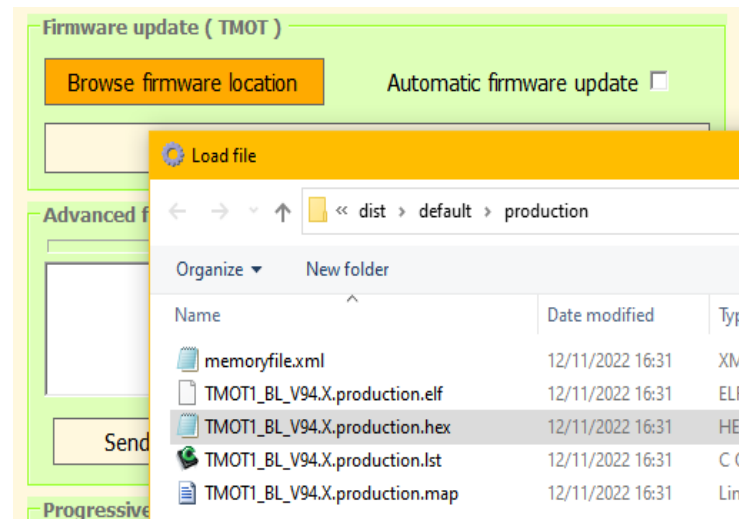 Firmware update ( TMOT )
Browse firmware location Automatic firmware update
Load file
Advanced f
« dist › default › production
Organize New folder
Name Date modified Typ
memoryfile.xml 12/11/2022 16:31 XM
TMOT1_BL_V94.X.production.elf 12/11/2022 16:31 ELF
TMOT1_BL_V94.X.production.hex 12/11/2022 16:31 HE
Send
TMOT1_BL_V94.X.production.lst 12/11/2022 16:31 C
TMOT1_BL_V94.X.production.map 12/11/2022 16:31 Lin
Progressive